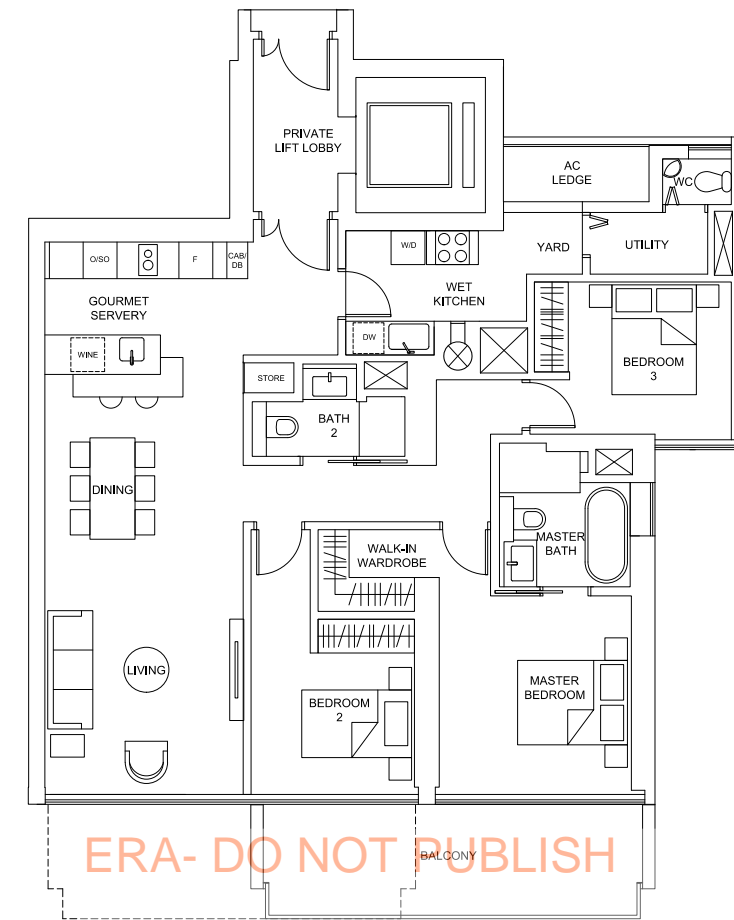 PRIVATE
LIFT LOBBY
AC
LEDGE
WC
W/D
YARD
UTILITY
O/SO
F
CAB/
DB
WET
KITCHEN
GOURMET
SERVERY
WINE
DW
BEDROOM
3
STORE
BATH
2
DINING
MASTER
BATH
WALK-IN
WARDROBE
LIVING
MASTER
BEDROOM
BEDROOM
2
ERA- DO NOT PUBLISH
BALCONY